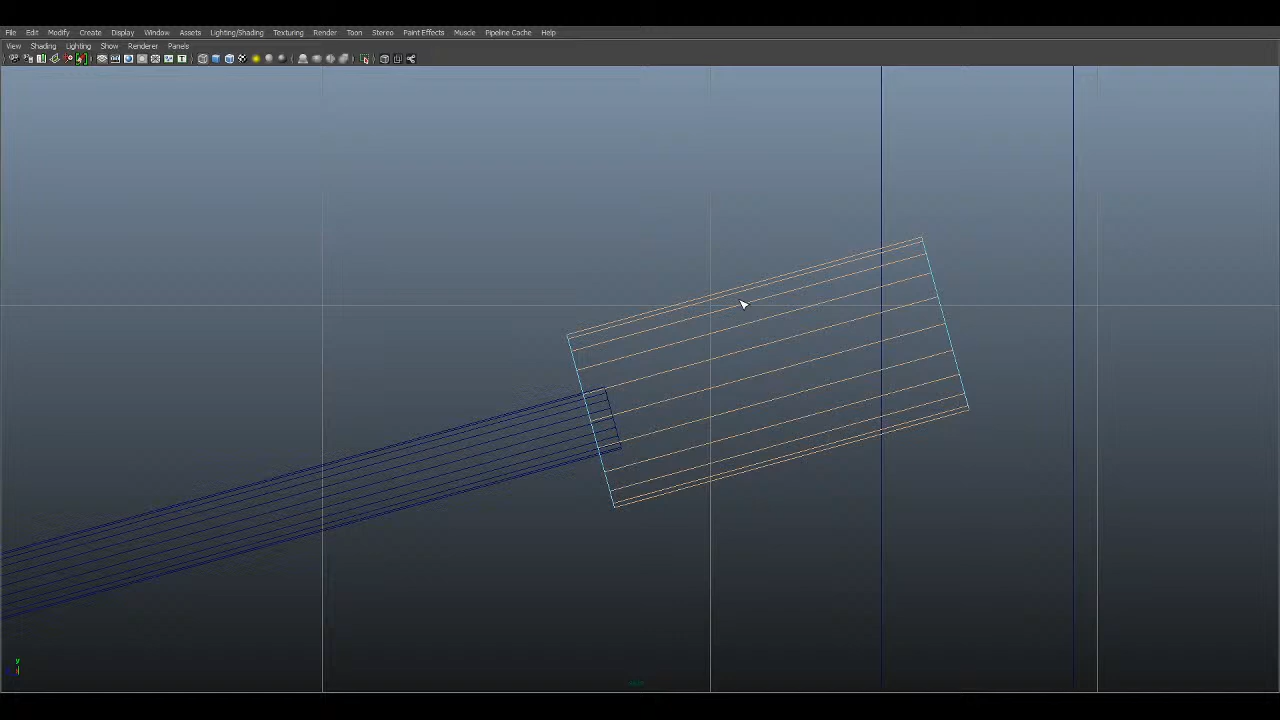 File Edit Modify Create Display Window Assets Lighting/Shading Texturing Render Toon Stereo Paint Effects Muscle Pipeline Cache Help
View Shading Lighting Show Renderer Panels
y